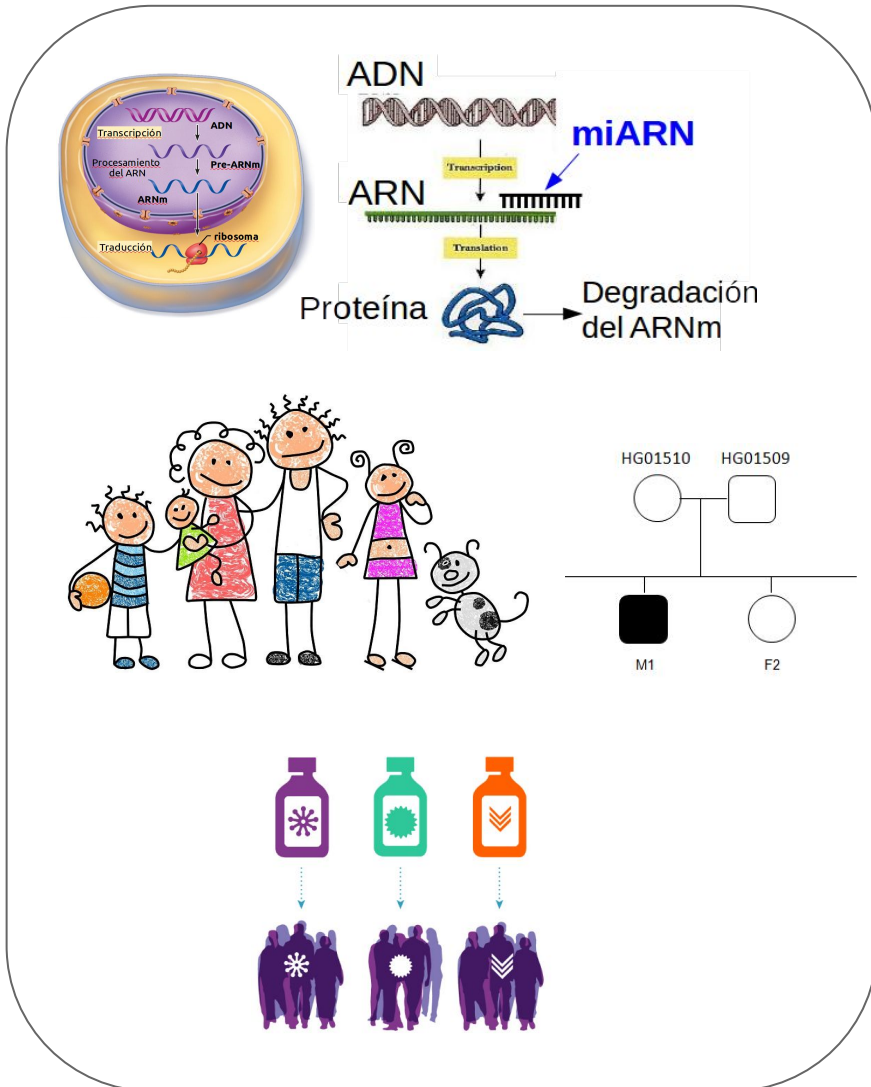 ADN
Transcripción
Pre-ARNm
Procesamiento
del ARN
ARNm
ribosoma
Traducción
ADN
miARN
Transcription
ARN
Translation
Proteína
Degradación
del ARNm
HG01510
HG01509
M1
F2